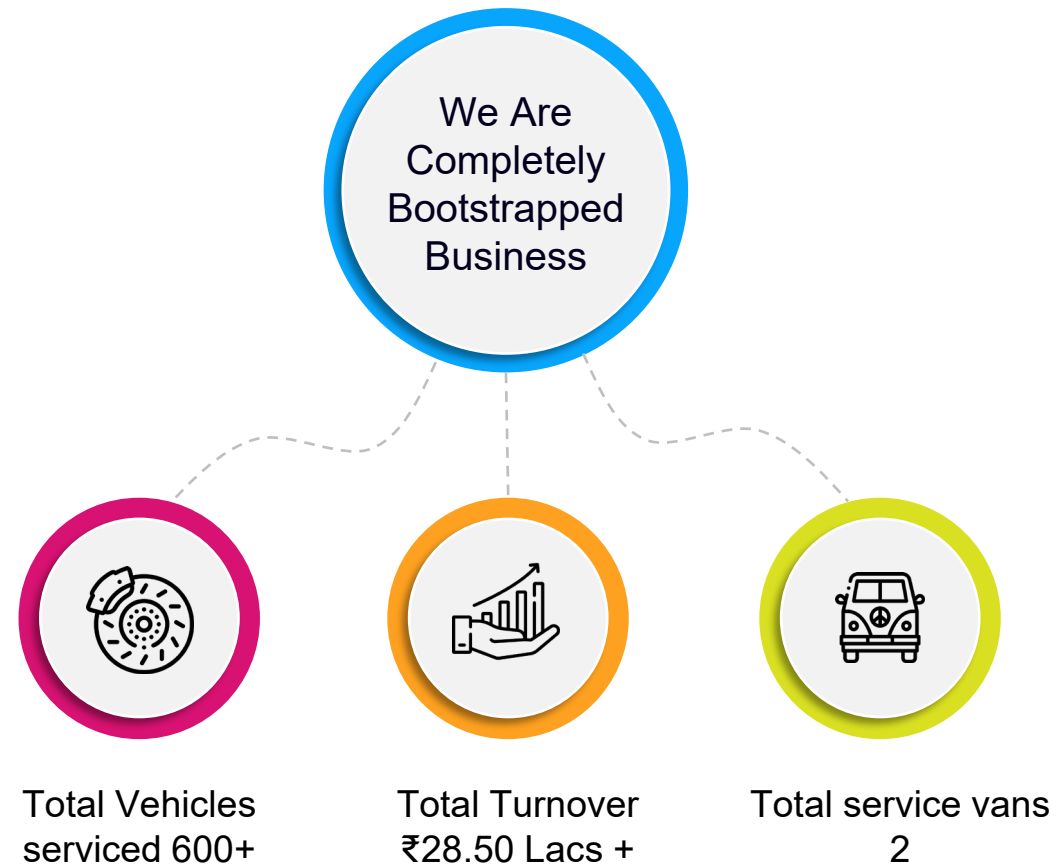 We Are
Completely
Bootstrapped
Business
Total Vehicles
serviced 600+
Total Turnover
₹28.50 Lacs +
Total service vans
2